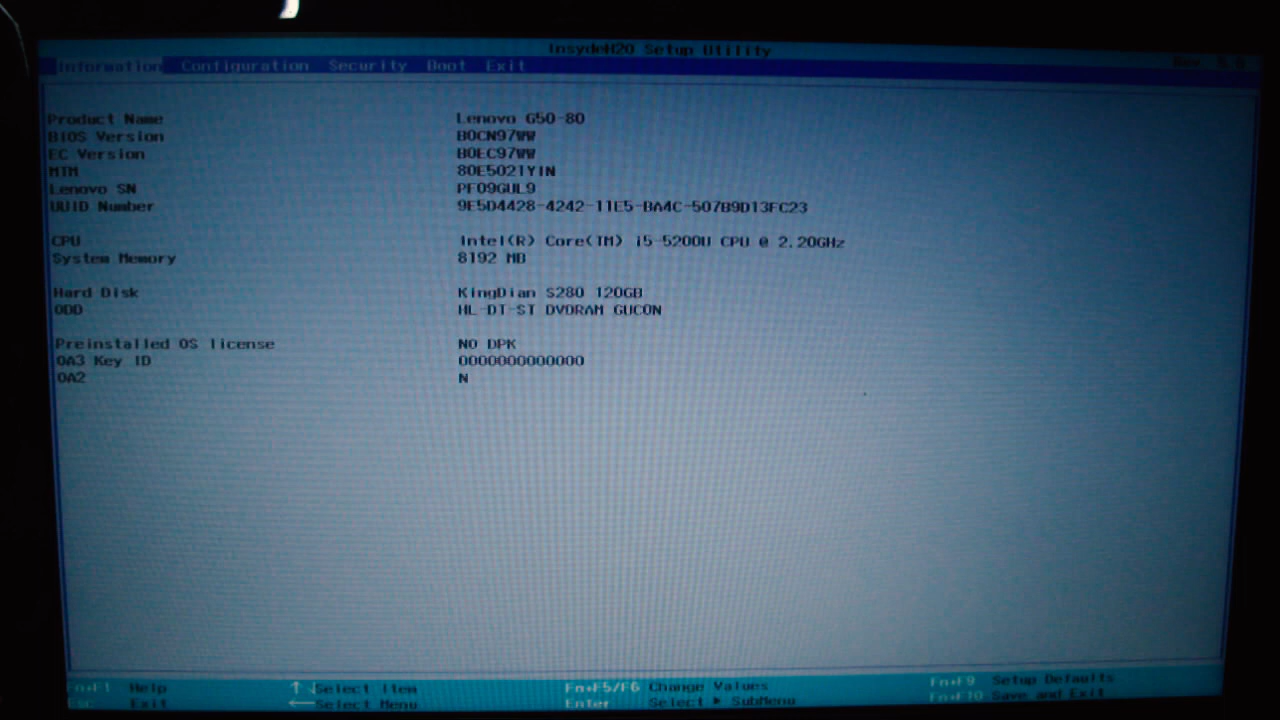 InsydeH20 Setup Utility
Information Configuration Security Boot Exit
Product Name Lenovo G50-80
BIOS Version B0CN97WW
EC Version B0EC97WW
MTM 80E5021YIN
Lenovo SN PF09GUL9
UUID Number 9E5D4428-4242-11E5-BA4C-507B9D13FC23
CPU Intel(R) Core(TM) i5-5200U CPU @ 2.20GHz
System Memory 8192 MB
Hard Disk KingDian S280 120GB
ODD HL-DT-ST DVDRAM GUC0N
Preinstalled OS license NO DPK
OA3 Key ID 0000000000000
OA2 N
Fn+F1 Help ↑↓Select Item Fn+F5/F6 Change Values Fn+F9 Setup Defaults
Exit Select Menu Enter Select ▶ SubMenu Fn+F10 Save and Exit